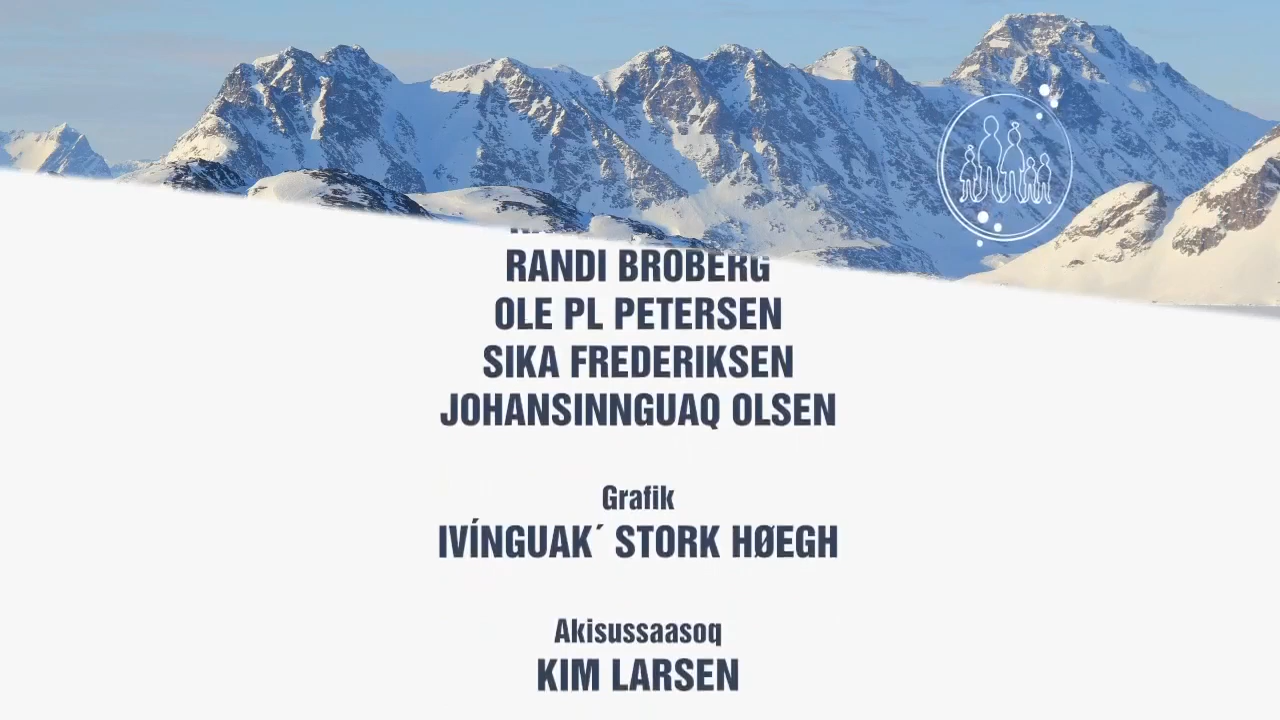 RANDI BROBERG
OLE PL PETERSEN
SIKA FREDERIKSEN
JOHANSINNGUAQ OLSEN
Grafik
IVÍNGUAK´ STORK HØEGH
Akisussaasoq
KIM LARSEN